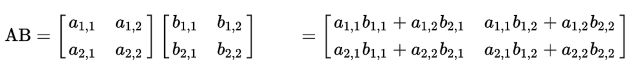 AB = [a₁,₁ a₁,₂; a₂,₁ a₂,₂] [b₁,₁ b₁,₂; b₂,₁ b₂,₂] = [a₁,₁b₁,₁ + a₁,₂b₂,₁ a₁,₁b₁,₂ + a₁,₂b₂,₂; a₂,₁b₁,₁ + a₂,₂b₂,₁ a₂,₁b₁,₂ + a₂,₂b₂,₂]